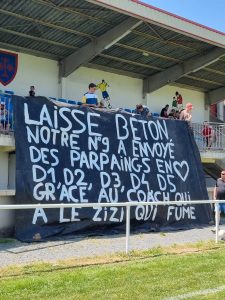 LAISSE BÉTON
NOTRE N°9 A ENVOYÉ
DES PARPAINGS EN
D1, D2, D3, D4, D5
GRÂCE, AU COACH QUI
A LE ZIZI QUI FUME